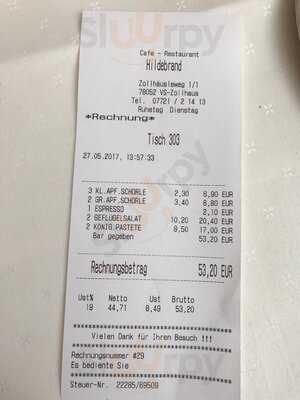 Sluurpy
Cafe - Restaurant
Hildebrand
Zollhäusleweg 1/1
78052 VS-Zollhaus
Tel. 07721 / 2 14 13
Ruhetag Dienstag
*Rechnung*
Tisch 303
27.05.2017, 13:57:33
3 KL.APF.SCHORLE 2,30 6,90 EUR
2 GR.APF.SCHORLE 3,40 6,80 EUR
1 ESPRESSO 2,10 EUR
2 GEFLÜGELSALAT 10,20 20,40 EUR
2 KÖNIG.PASTETE 8,50 17,00 EUR
Bar gegeben 53,20 EUR
Rechnungsbetrag 53,20 EUR
Ust% Netto Ust Brutto
19 44,71 8,49 53,20
Vielen Dank für Ihren Besuch !!!
Rechnungsnummer #29
Es bediente Sie
Steuer-Nr. 22285/69509